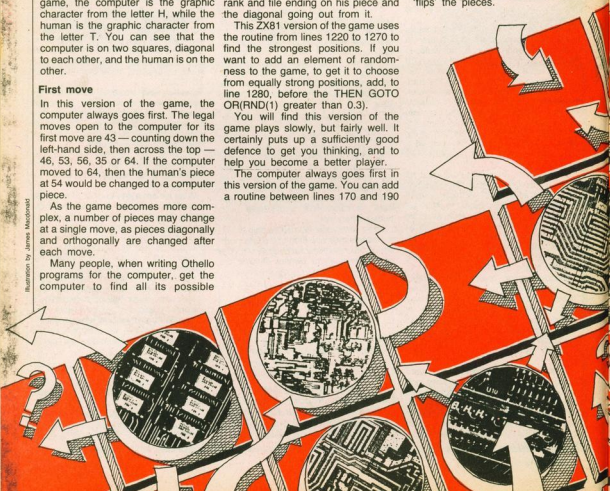 game, the computer is the graphic
character from the letter H, while the
human is the graphic character from
the letter T. You can see that the
computer is on two squares, diagonal
to each other, and the human is on the
other.
First move
In this version of the game, the
computer always goes first. The legal
moves open to the computer for its
first move are 43 — counting down the
left-hand side, then across the top —
46, 53, 56, 35 or 64. If the computer
moved to 64, then the human's piece
at 54 would be changed to a computer
piece.
As the game becomes more com-
plex, a number of pieces may change
at a single move, as pieces diagonally
and orthogonally are changed after
each move.
Many people, when writing Othello
programs for the computer, get the
computer to find all its possible
rank and file ending on his piece and
the diagonal going out from it.
This ZX81 version of the game uses
the routine from lines 1220 to 1270 to
find the strongest positions. If you
want to add an element of random-
ness to the game, to get it to choose
from equally strong positions, add, to
line 1280, before the THEN GOTO
OR(RND(1) greater than 0.3).
You will find this version of the
game plays slowly, but fairly well. It
certainly puts up a sufficiently good
defence to get you thinking, and to
help you become a better player.
The computer always goes first in
this version of the game. You can add
a routine between lines 170 and 190
'flips' the pieces.
Illustration by James Macdonald
?